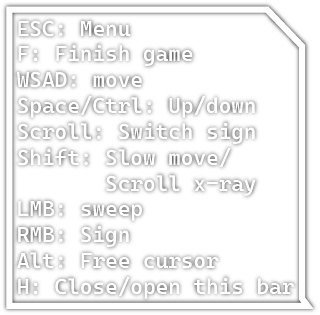 ESC: Menu
F: Finish game
WSAD: move
Space/Ctrl: Up/down
Scroll: Switch sign
Shift: Slow move/
Scroll x-ray
LMB: sweep
RMB: Sign
Alt: Free cursor
H: Close/open this bar